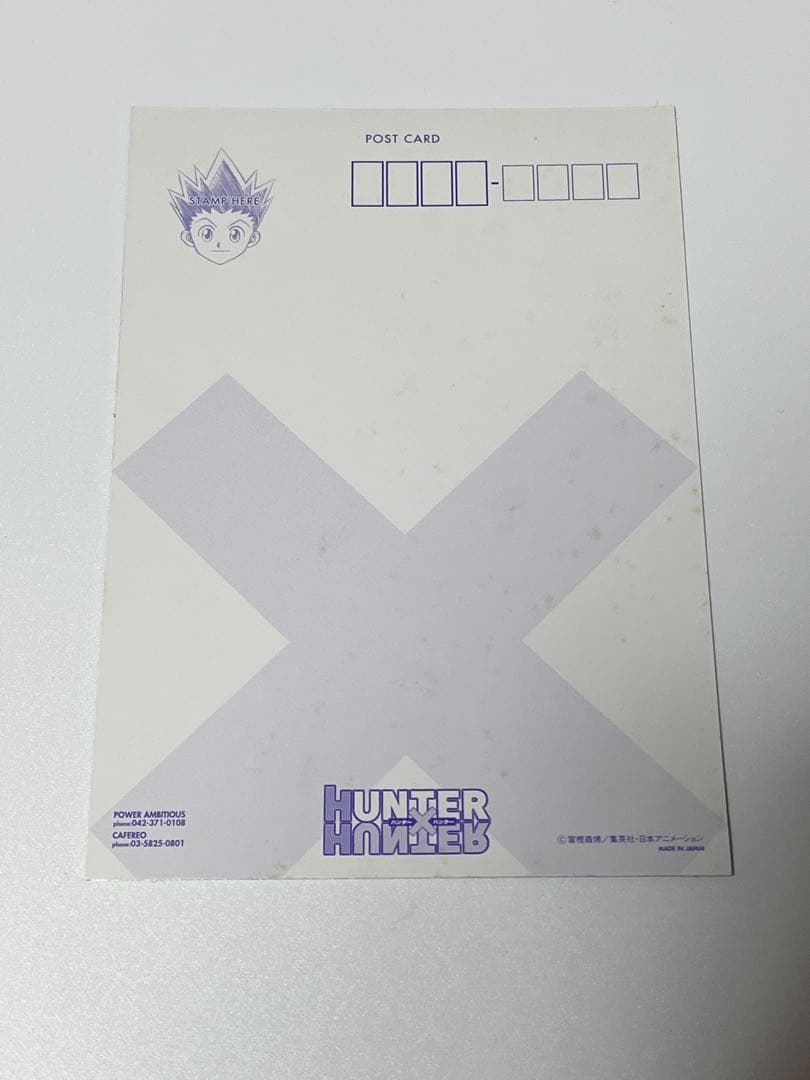 POST CARD
STAMP HERE
HUNTER
ハンター×ハンター
HUNTER
POWER AMBITIOUS
phone:042-371-0108
CAFEREO
phone:03-5825-0801
©冨樫義博/集英社・日本アニメーション
MADE IN JAPAN